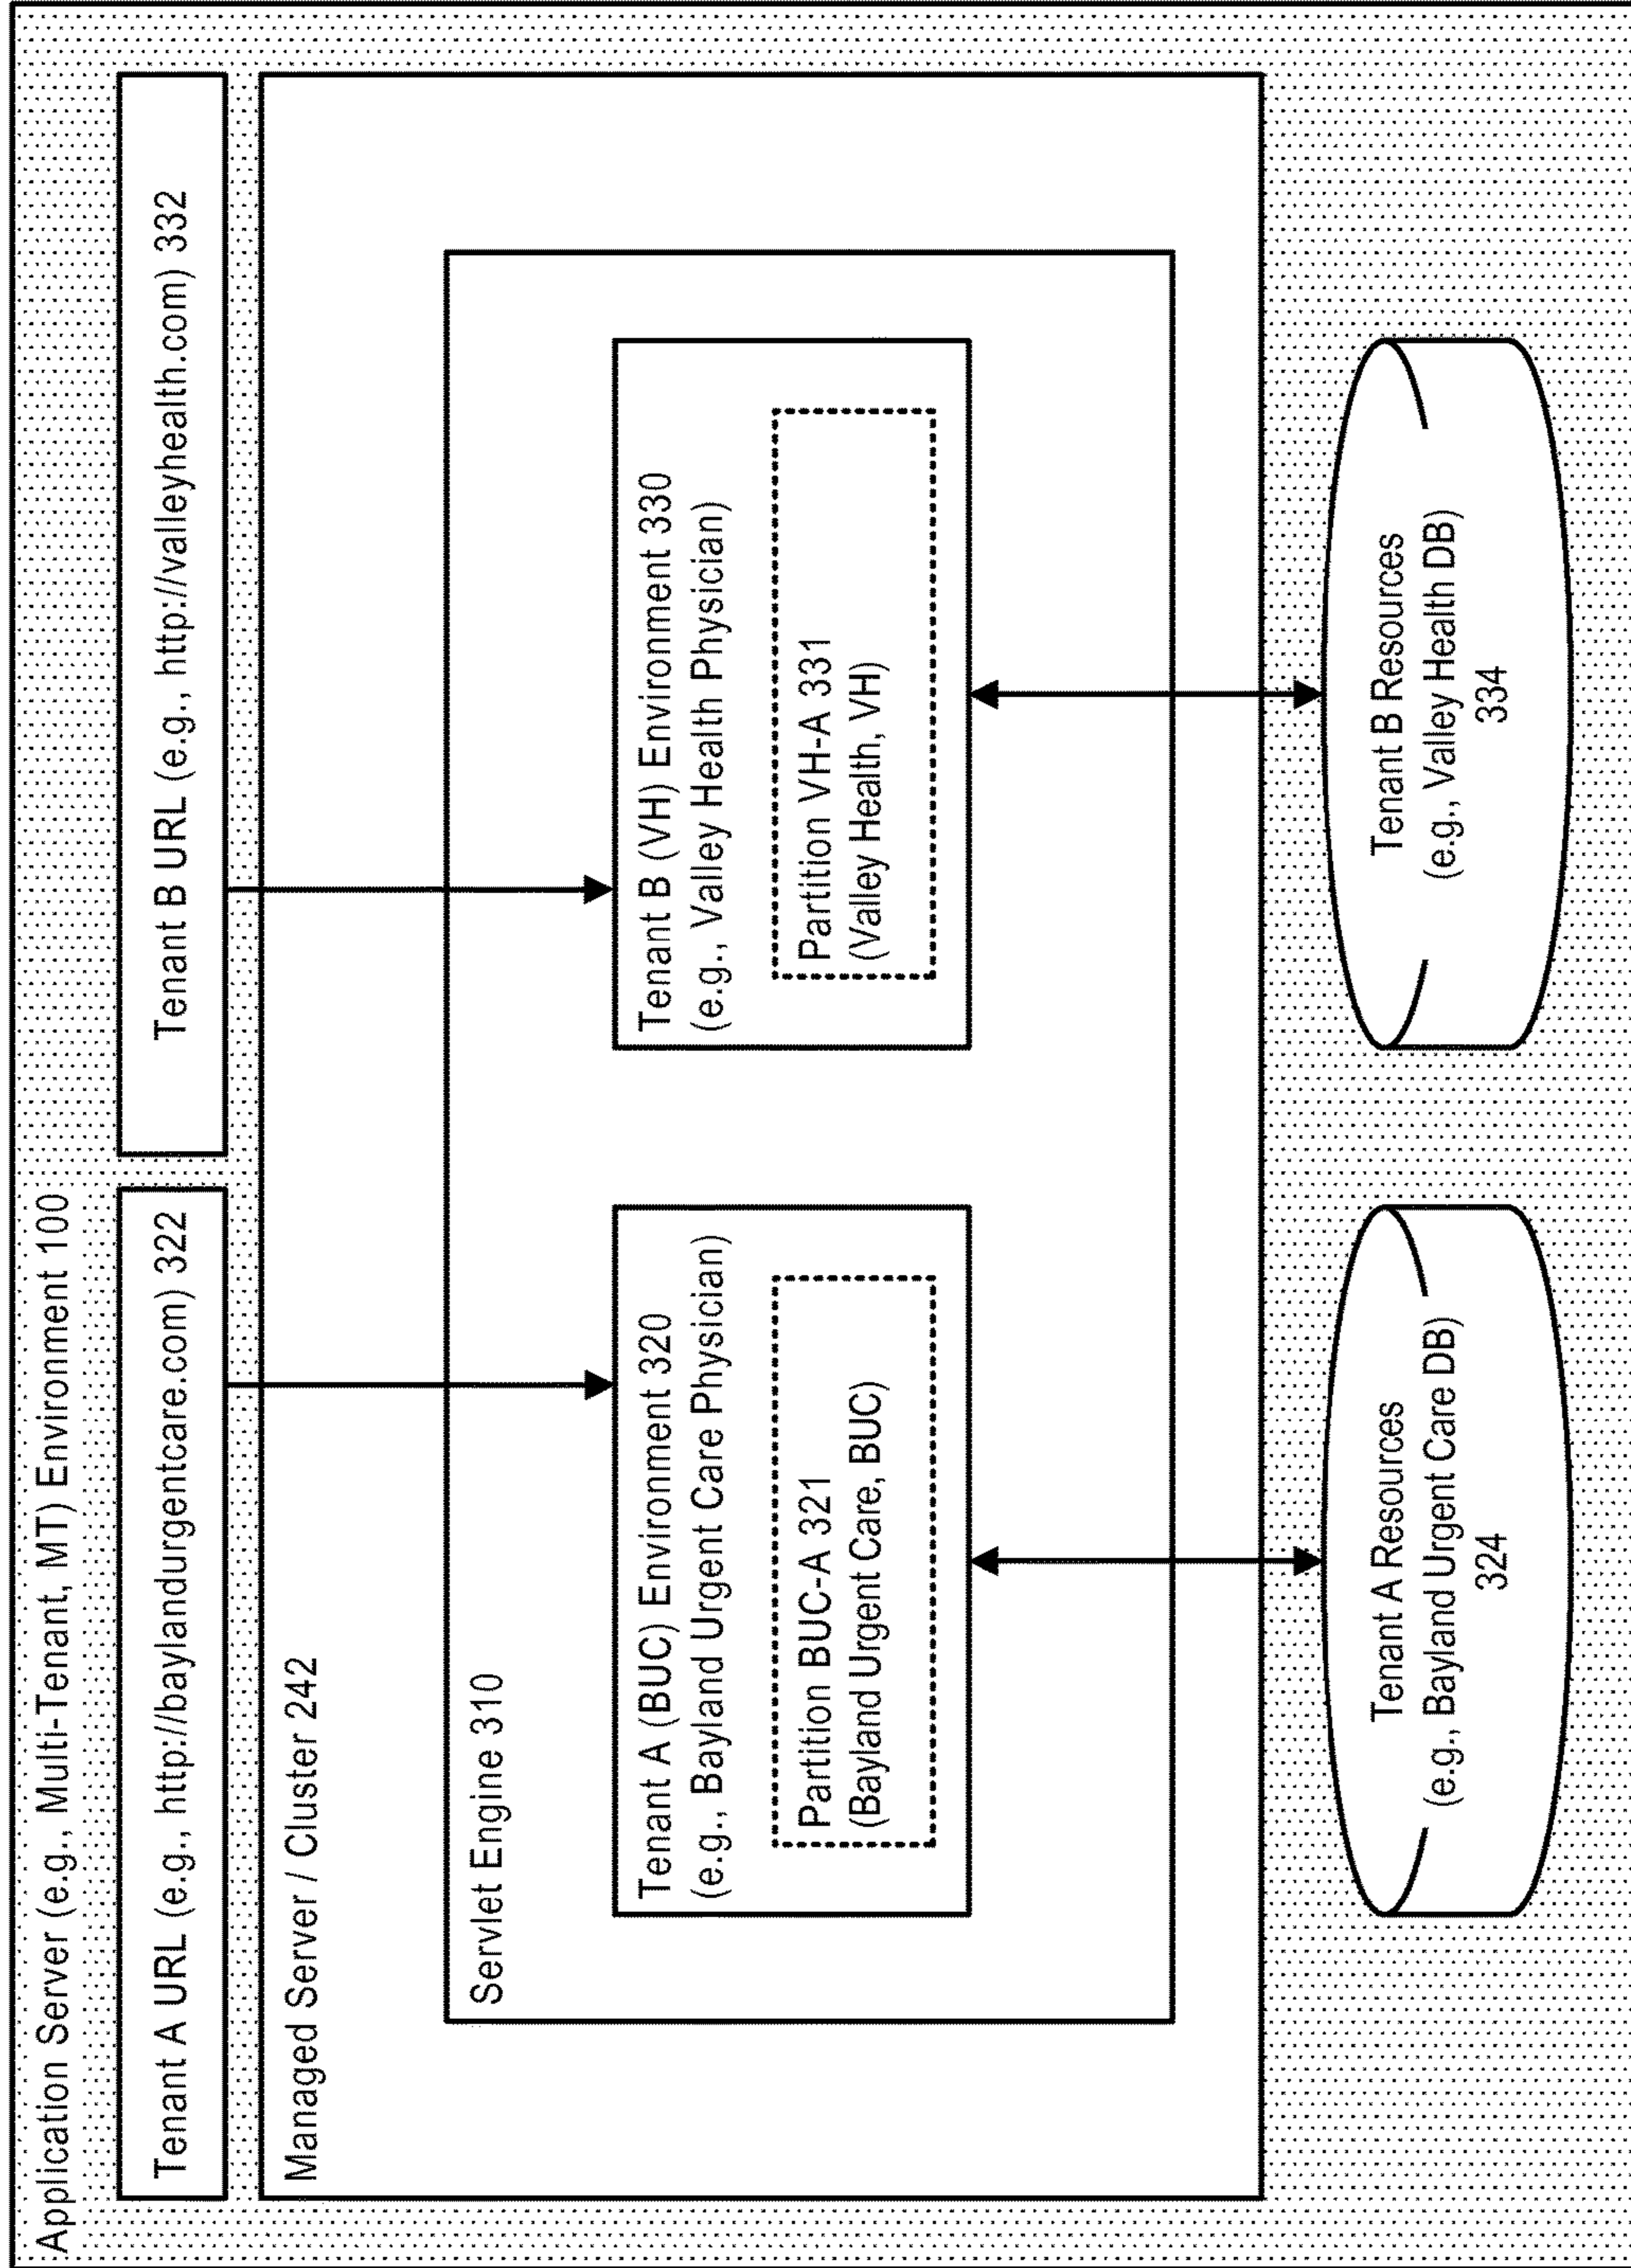 Application Server (e.g., Multi-Tenant, MT) Environment 100
Tenant A URL (e.g., http://baylandurgentcare.com) 322
Tenant B URL (e.g., http://valleyhealth.com) 332
Managed Server / Cluster 242
Servlet Engine 310
Tenant A (BUC) Environment 320
(e.g., Bayland Urgent Care Physician)
Partition BUC-A 321
(Bayland Urgent Care, BUC)
Tenant B (VH) Environment 330
(e.g., Valley Health Physician)
Partition VH-A 331
(Valley Health, VH)
Tenant A Resources
(e.g., Bayland Urgent Care DB)
324
Tenant B Resources
(e.g., Valley Health DB)
334